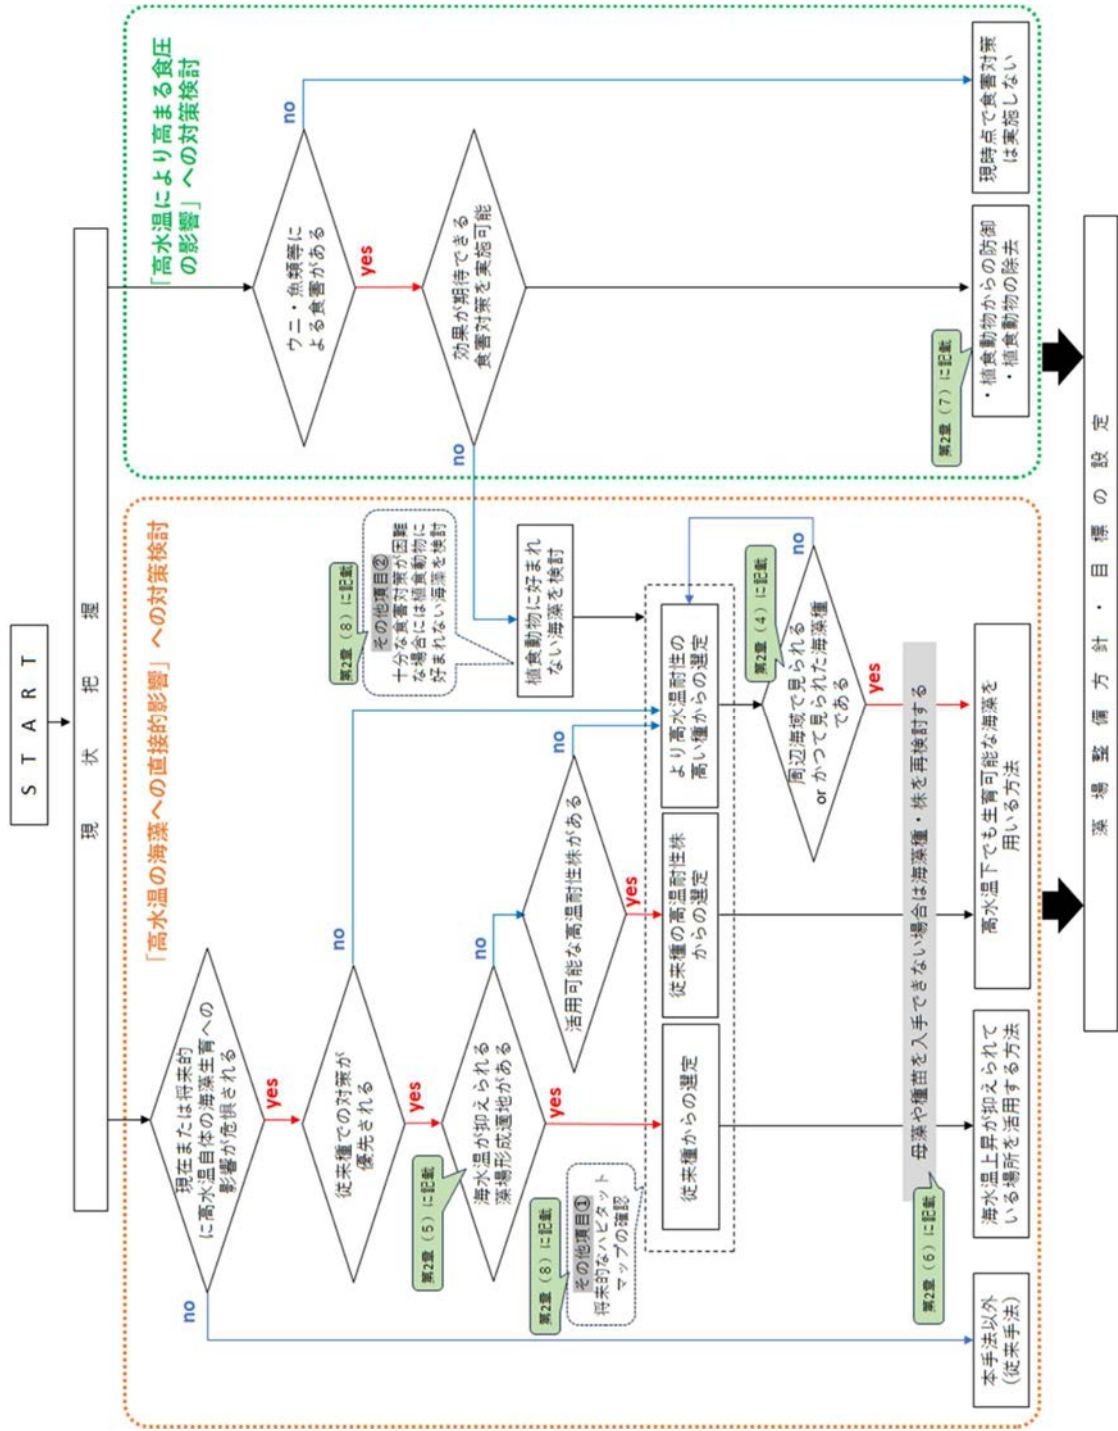 START
現状把握
「高水温の海藻への直接的影響」への対策検討
現在または将来的
に高水温自体の海藻生育への
影響が危惧される
no
yes
従来種での対策が
優先される
no
yes
第2章（5）に記載
海水温が抑えられる
藻場形成適地がある
no
yes
活用可能な高温耐性株がある
no
yes
第2章（8）に記載
その他項目①
将来的なハビタット
マップの確認
従来種からの選定
従来種の高温耐性株
からの選定
より高水温耐性の
高い種からの選定
第2章（8）に記載
その他項目②
十分な食害対策が困難
な場合には植食動物に
好まれない海藻を検討
植食動物に好まれ
ない海藻を検討
第2章（4）に記載
周辺海域で見られる
orかつて見られた海藻種
である
no
yes
第2章（6）に記載
母藻や種苗を入手できない場合は海藻種・株を再検討する
本手法以外
(従来手法)
海水温上昇が抑えられて
いる場所を活用する方法
高水温下でも生育可能な海藻を
用いる方法
「高水温により高まる食圧
の影響」への対策検討
ウニ・魚類等に
よる食害がある
no
yes
効果が期待できる
食害対策を実施可能
no
第2章（7）に記載
・植食動物からの防御
・植食動物の除去
現時点で食害対策
は実施しない
藻場整備方針・目標の設定